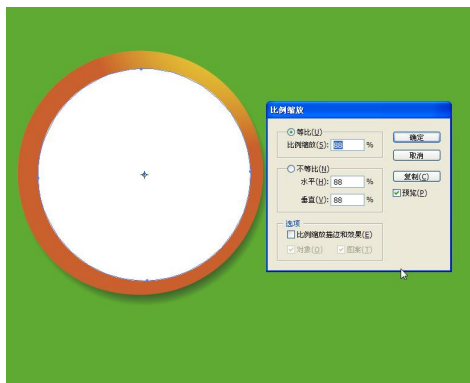 比例缩放
等比(U)
比例缩放(S): 88 %
不等比(N)
水平(H): 88 %
垂直(V): 88 %
选项
比例缩放描边和效果(E)
对象(O) 图案(T)
确定
取消
复制(C)
预览(P)